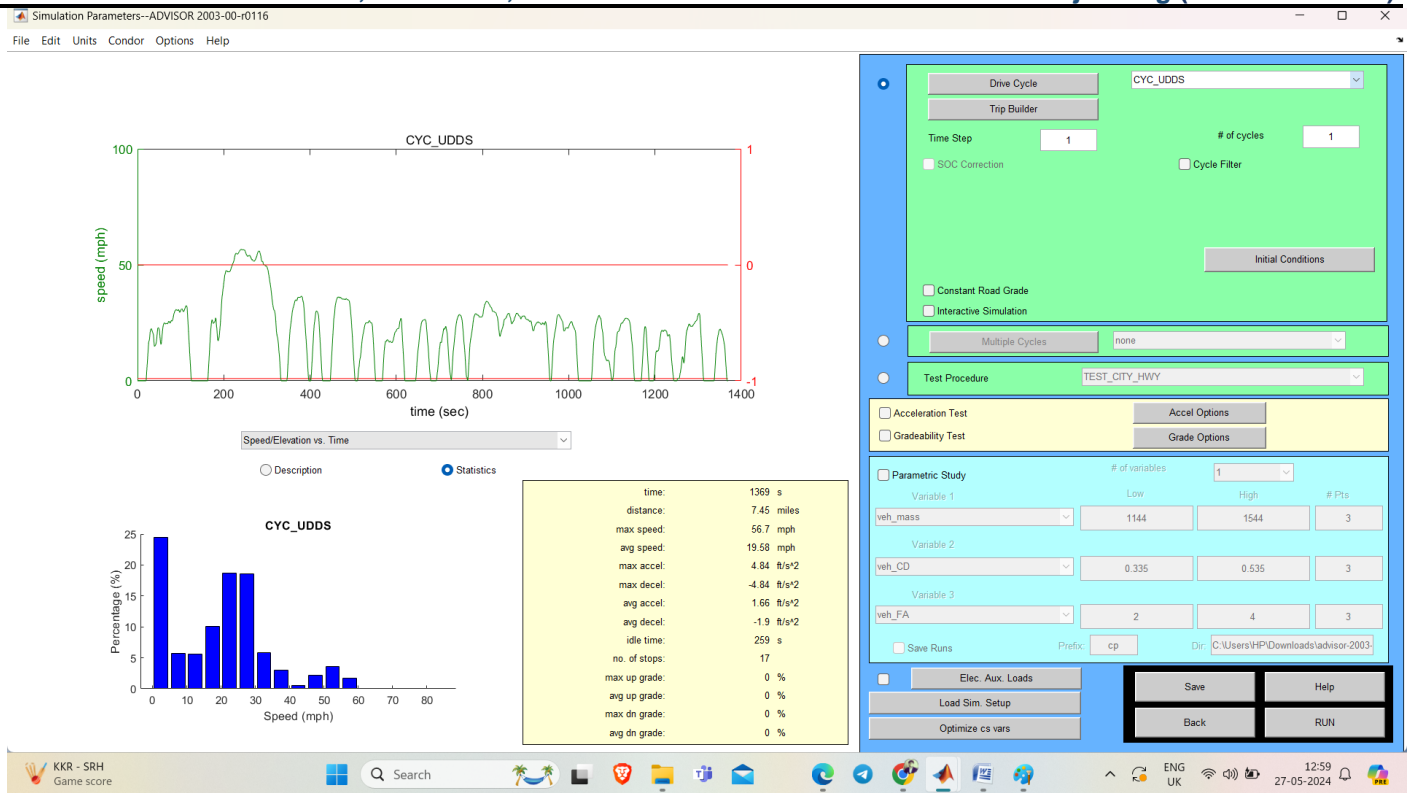 Simulation Parameters--ADVISOR 2003-00-r0116
File Edit Units Condor Options Help
CYC_UDDS
100
50
0
speed (mph)
1
0
-1
0 200 400 600 800 1000 1200 1400
time (sec)
Speed/Elevation vs. Time
Description Statistics
CYC_UDDS
25
20
15
10
5
0
Percentage (%)
0 10 20 30 40 50 60 70 80
Speed (mph)
time: 1369 s
distance: 7.45 miles
max speed: 56.7 mph
avg speed: 19.58 mph
max accel: 4.84 ft/s^2
max decel: -4.84 ft/s^2
avg accel: 1.66 ft/s^2
avg decel: -1.9 ft/s^2
idle time: 259 s
no. of stops: 17
max up grade: 0 %
avg up grade: 0 %
max dn grade: 0 %
avg dn grade: 0 %
Drive Cycle CYC_UDDS
Trip Builder
Time Step 1 # of cycles 1
SOC Correction Cycle Filter
Initial Conditions
Constant Road Grade
Interactive Simulation
Multiple Cycles none
Test Procedure TEST_CITY_HWY
Acceleration Test Accel Options
Gradeability Test Grade Options
Parametric Study # of variables 1
Variable 1 Low High # Pts
veh_mass 1144 1544 3
Variable 2
veh_CD 0.335 0.535 3
Variable 3
veh_FA 2 4 3
Save Runs Prefix: cp Dir: C:\Users\HP\Downloads\advisor-2003-
Elec. Aux. Loads
Load Sim. Setup
Optimize cs vars
Save Help
Back RUN
KKR - SRH
Game score
Search
ENG
UK
12:59
27-05-2024
PRE